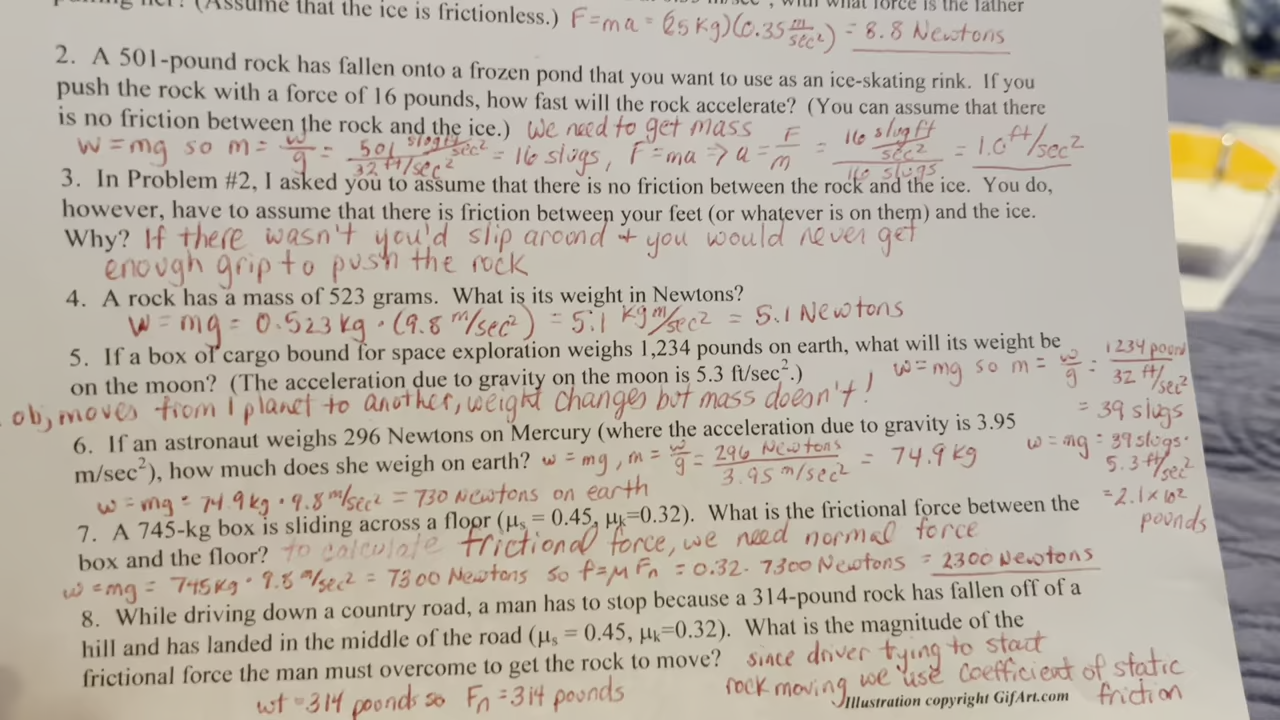 (Assume that the ice is frictionless.) F=ma = (25 kg)(0.35 m/sec²) = 8.8 Newtons
with what force is the father
2. A 501-pound rock has fallen onto a frozen pond that you want to use as an ice-skating rink. If you
push the rock with a force of 16 pounds, how fast will the rock accelerate? (You can assume that there
is no friction between the rock and the ice.) We need to get mass
W = mg so m = w/g = 501 slug ft/sec² / 32 ft/sec² = 16 slugs, F = ma → a = F/m = 16 slug ft/sec² / 16 slugs = 1.0 ft/sec²
3. In Problem #2, I asked you to assume that there is no friction between the rock and the ice. You do,
however, have to assume that there is friction between your feet (or whatever is on them) and the ice.
Why? If there wasn't you'd slip around + you would never get
enough grip to push the rock
4. A rock has a mass of 523 grams. What is its weight in Newtons?
W = mg = 0.523 kg · (9.8 m/sec²) = 5.1 kg m/sec² = 5.1 Newtons
5. If a box of cargo bound for space exploration weighs 1,234 pounds on earth, what will its weight be
on the moon? (The acceleration due to gravity on the moon is 5.3 ft/sec².) w=mg so m = w/g = 1234 pound / 32 ft/sec²
= 39 slugs
w = mg = 39 slugs · 5.3 ft/sec²
= 2.1 x 10² pounds
obj moves from 1 planet to another, weight changes but mass doesn't!
6. If an astronaut weighs 296 Newtons on Mercury (where the acceleration due to gravity is 3.95
m/sec²), how much does she weigh on earth? w = mg, m = w/g = 296 Newtons / 3.95 m/sec² = 74.9 kg
w = mg = 74.9 kg · 9.8 m/sec² = 730 Newtons on earth
7. A 745-kg box is sliding across a floor (μs = 0.45, μk=0.32). What is the frictional force between the
box and the floor? to calculate frictional force, we need normal force
w = mg = 745 kg · 9.8 m/sec² = 7300 Newtons so f=μFn = 0.32 · 7300 Newtons = 2300 Newtons
8. While driving down a country road, a man has to stop because a 314-pound rock has fallen off of a
hill and has landed in the middle of the road (μs = 0.45, μk=0.32). What is the magnitude of the
frictional force the man must overcome to get the rock to move? since driver trying to start
rock moving we use coefficient of static
friction
wt = 314 pounds so Fn = 314 pounds
Illustration copyright GifArt.com